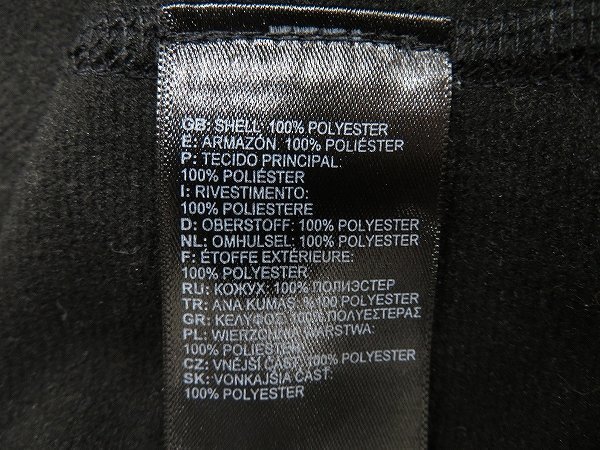 GB: SHELL: 100% POLYESTER
E: ARMAZÓN: 100% POLIÉSTER
P: TECIDO PRINCIPAL:
100% POLIÉSTER
I: RIVESTIMENTO:
100% POLIESTERE
D: OBERSTOFF: 100% POLYESTER
NL: OMHULSEL: 100% POLYESTER
F: ÉTOFFE EXTÉRIEURE:
100% POLYESTER
RU: КОЖУХ: 100% ПОЛИЭСТЕР
TR: ANA KUMAS: %100 POLYESTER
GR: ΚΕΛΥΦΟΣ: 100% ΠΟΛΥΕΣΤΕΡΑΣ
PL: WIERZCHNIA WARSTWA:
100% POLIESTER
CZ: VNĚJŠÍ ČÁST: 100% POLYESTER
SK: VONKAJŠIA ČASŤ:
100% POLYESTER